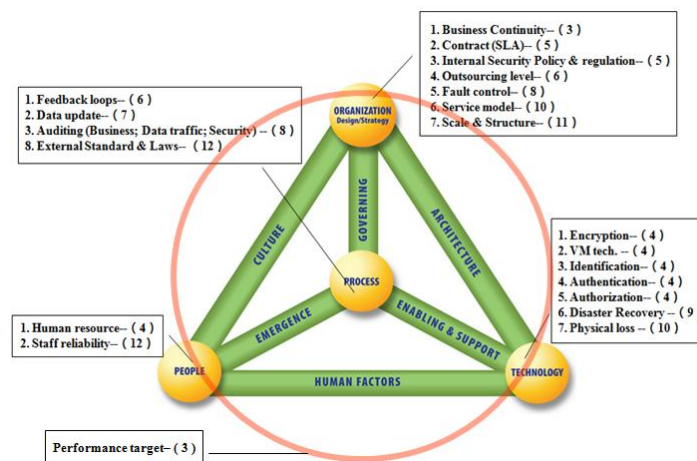 1. Business Continuity--（3）
2. Contract (SLA)--（5）
3. Internal Security Policy & regulation--（5）
4. Outsourcing level--（6）
5. Fault control--（8）
6. Service model--（10）
7. Scale & Structure--（11）
1. Feedback loops--（6）
2. Data update--（7）
3. Auditing (Business; Data traffic; Security)--（8）
8. External Standard & Laws--（12）
ORGANIZATION
Design/Strategy
CULTURE
GOVERNING
ARCHITECTURE
PROCESS
EMERGENCE
ENABLING & SUPPORT
1. Encryption--（4）
2. VM tech.--（4）
3. Identification--（4）
4. Authentication--（4）
5. Authorization--（4）
6. Disaster Recovery--（9
7. Physical loss--（10）
1. Human resource--（4）
2. Staff reliability--（12）
PEOPLE
HUMAN FACTORS
TECHNOLOGY
Performance target--（3）